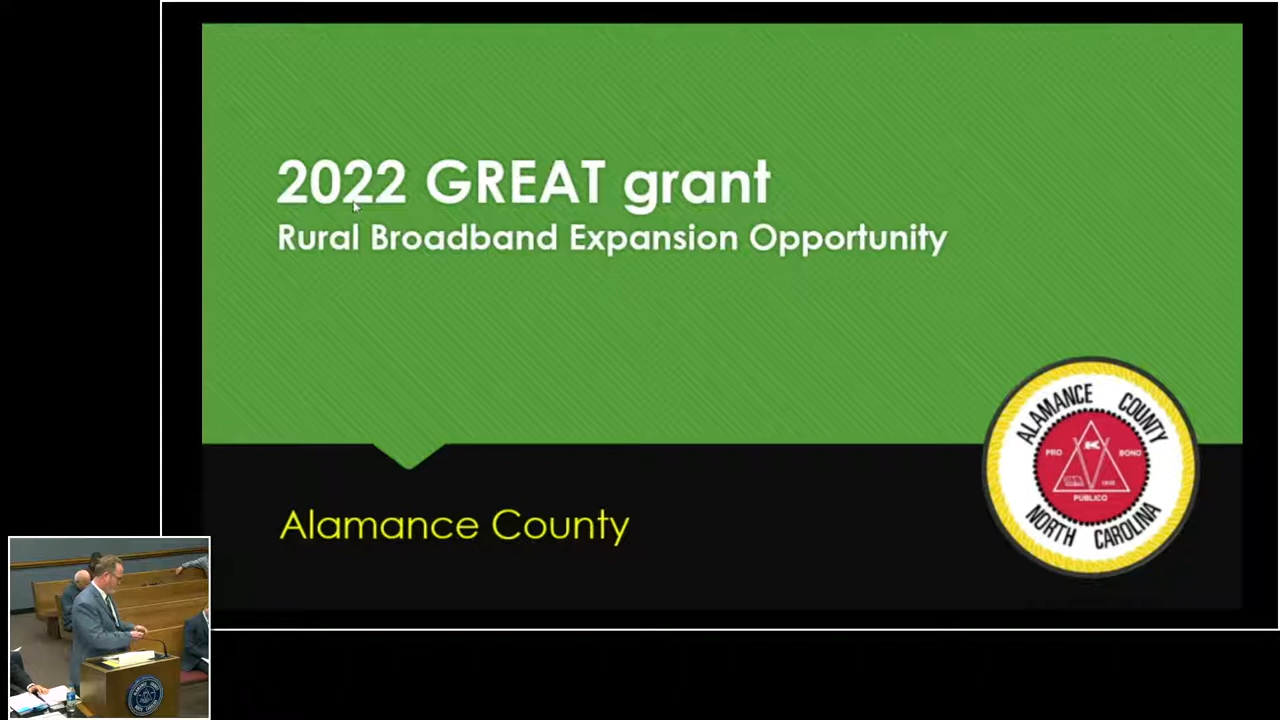 2022 GREAT grant
Rural Broadband Expansion Opportunity
Alamance County
ALAMANCE COUNTY
PRO BONO
PUBLICO
NORTH CAROLINA